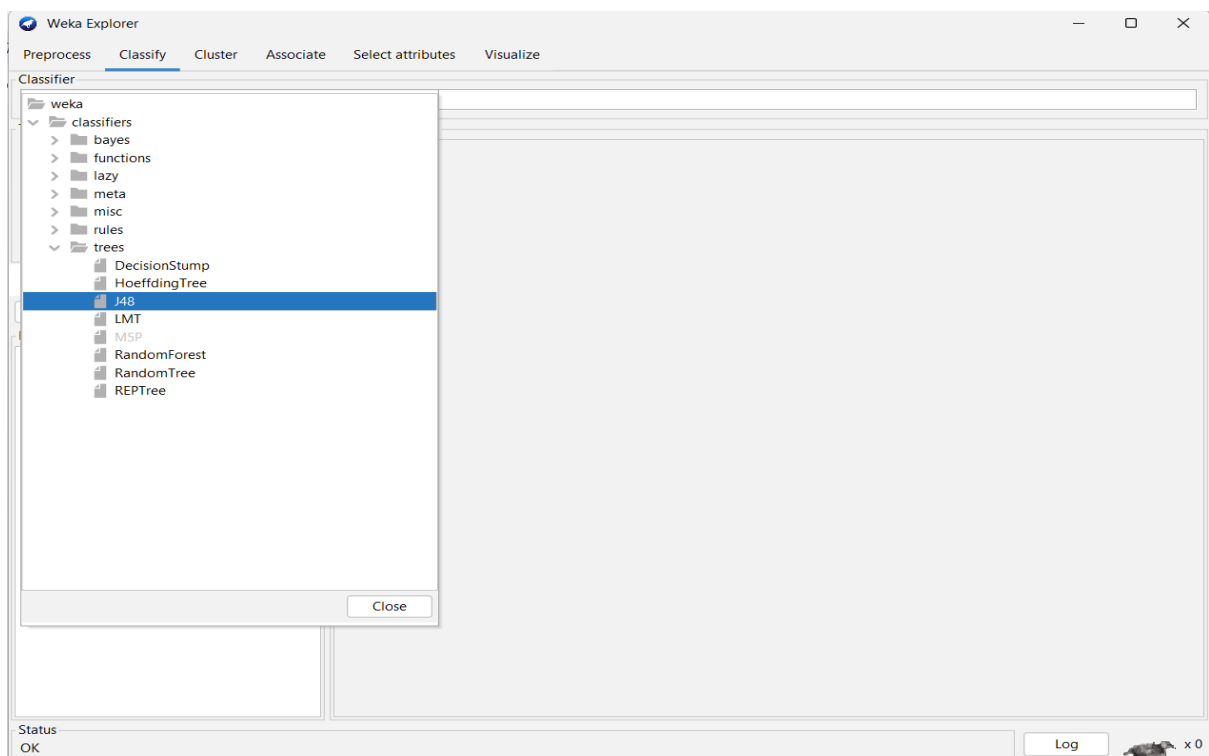 Weka Explorer
Preprocess Classify Cluster Associate Select attributes Visualize
Classifier
weka
classifiers
bayes
functions
lazy
meta
misc
rules
trees
DecisionStump
HoeffdingTree
J48
LMT
M5P
RandomForest
RandomTree
REPTree
Close
Status
OK
Log x 0